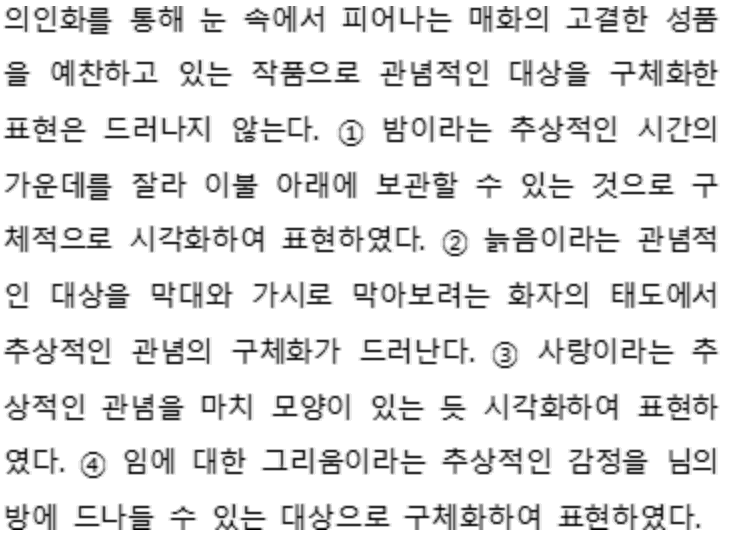 의인화를 통해 눈 속에서 피어나는 매화의 고결한 성품
을 예찬하고 있는 작품으로 관념적인 대상을 구체화한
표현은 드러나지 않는다. ① 밤이라는 추상적인 시간의
가운데를 잘라 이불 아래에 보관할 수 있는 것으로 구
체적으로 시각화하여 표현하였다. ② 늙음이라는 관념적
인 대상을 막대와 가시로 막아보려는 화자의 태도에서
추상적인 관념의 구체화가 드러난다. ③ 사랑이라는 추
상적인 관념을 마치 모양이 있는 듯 시각화하여 표현하
였다. ④ 임에 대한 그리움이라는 추상적인 감정을 님의
방에 드나들 수 있는 대상으로 구체화하여 표현하였다.